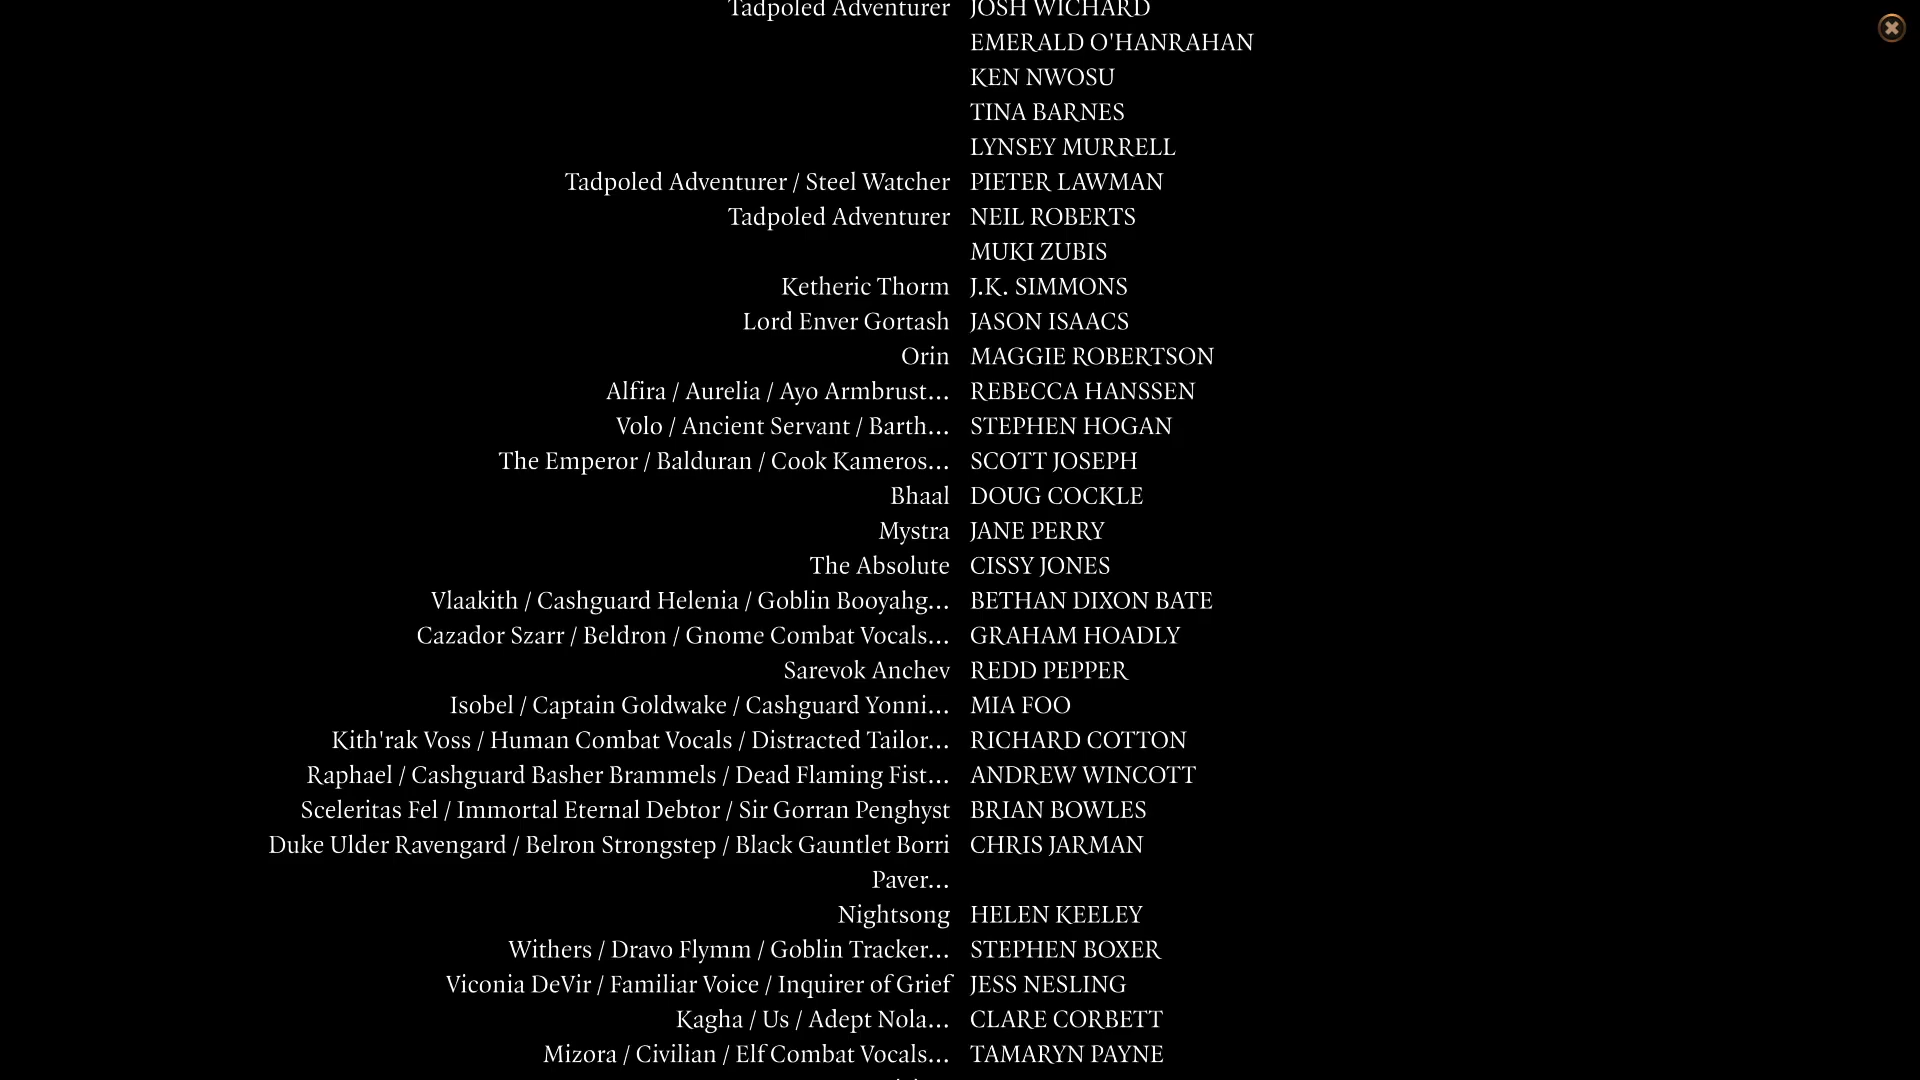 Tadpoled Adventurer JOSH WICHARD
EMERALD O'HANRAHAN
KEN NWOSU
TINA BARNES
LYNSEY MURRELL
Tadpoled Adventurer / Steel Watcher PIETER LAWMAN
Tadpoled Adventurer NEIL ROBERTS
MUKI ZUBIS
Ketheric Thorm J.K. SIMMONS
Lord Enver Gortash JASON ISAACS
Orin MAGGIE ROBERTSON
Alfira / Aurelia / Ayo Armbrust... REBECCA HANSSEN
Volo / Ancient Servant / Barth... STEPHEN HOGAN
The Emperor / Balduran / Cook Kameros... SCOTT JOSEPH
Bhaal DOUG COCKLE
Mystra JANE PERRY
The Absolute CISSY JONES
Vlaakith / Cashguard Helenia / Goblin Booyahg... BETHAN DIXON BATE
Cazador Szarr / Beldron / Gnome Combat Vocals... GRAHAM HOADLY
Sarevok Anchev REDD PEPPER
Isobel / Captain Goldwake / Cashguard Yonni... MIA FOO
Kith'rak Voss / Human Combat Vocals / Distracted Tailor... RICHARD COTTON
Raphael / Cashguard Basher Brammels / Dead Flaming Fist... ANDREW WINCOTT
Sceleritas Fel / Immortal Eternal Debtor / Sir Gorran Penghyst BRIAN BOWLES
Duke Ulder Ravengard / Belron Strongstep / Black Gauntlet Borri CHRIS JARMAN
Paver...
Nightsong HELEN KEELEY
Withers / Dravo Flymm / Goblin Tracker... STEPHEN BOXER
Viconia DeVir / Familiar Voice / Inquirer of Grief JESS NESLING
Kagha / Us / Adept Nola... CLARE CORBETT
Mizora / Civilian / Elf Combat Vocals... TAMARYN PAYNE